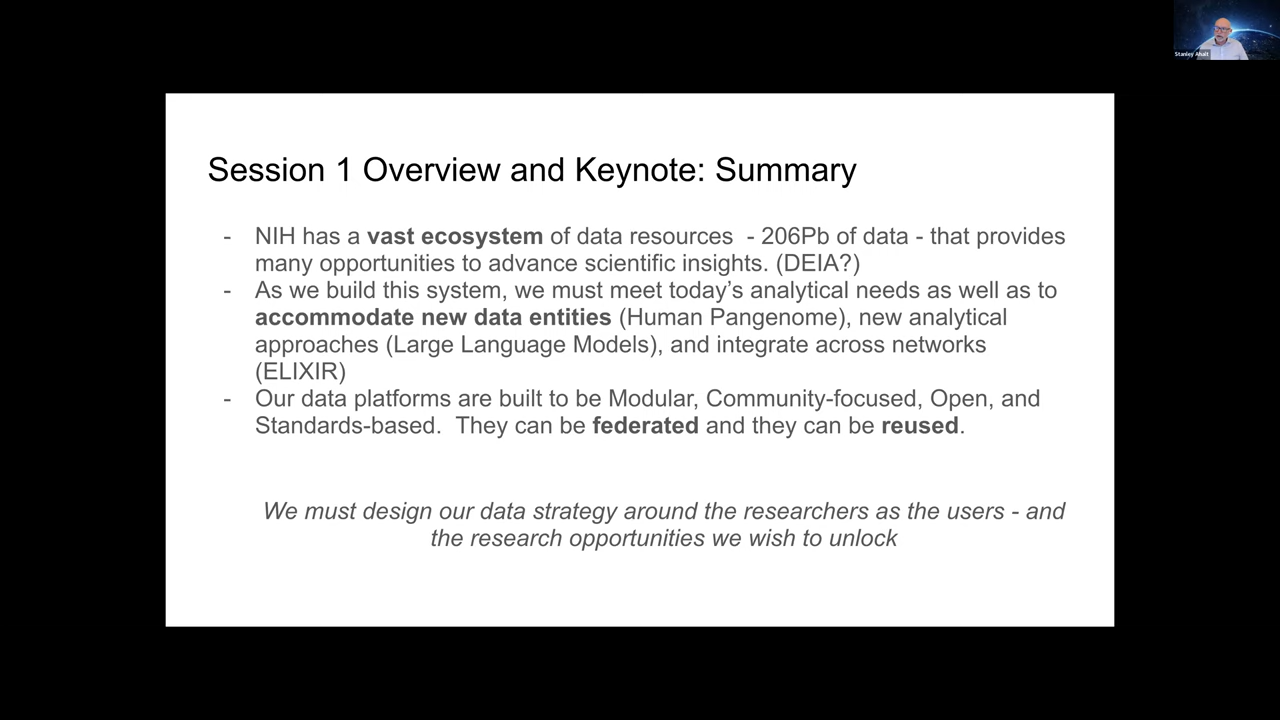 Stanley Ahalt
Session 1 Overview and Keynote: Summary
- NIH has a vast ecosystem of data resources  - 206Pb of data - that provides
many opportunities to advance scientific insights. (DEIA?)
- As we build this system, we must meet today’s analytical needs as well as to
accommodate new data entities (Human Pangenome), new analytical
approaches (Large Language Models), and integrate across networks
(ELIXIR)
- Our data platforms are built to be Modular, Community-focused, Open, and
Standards-based.  They can be federated and they can be reused.
We must design our data strategy around the researchers as the users - and
the research opportunities we wish to unlock